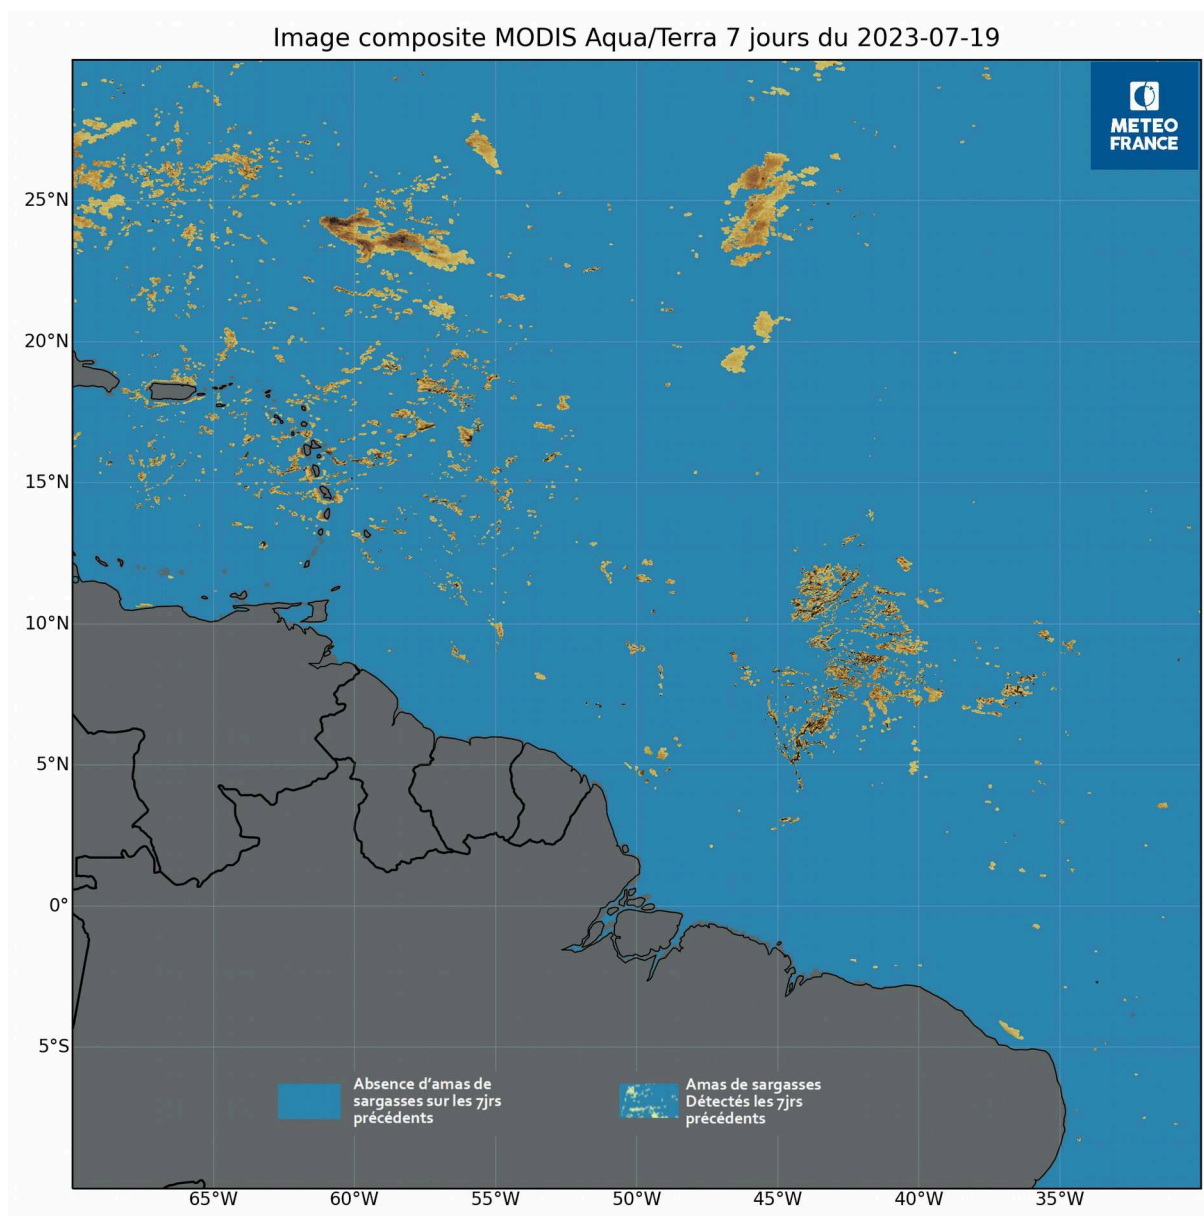 Image composite MODIS Aqua/Terra 7 jours du 2023-07-19
METEO
FRANCE
25°N
20°N
15°N
10°N
5°N
0°
5°S
Absence d'amas de
sargasses sur les 7jrs
précédents
Amas de sargasses
Détectés les 7jrs
précédents
65°W
60°W
55°W
50°W
45°W
40°W
35°W